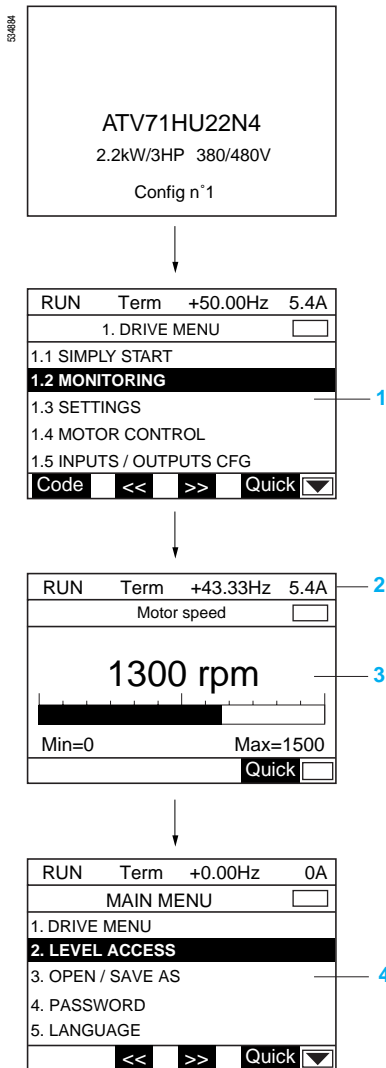 534884
ATV71HU22N4
2.2kW/3HP 380/480V
Config n°1
RUN Term +50.00Hz 5.4A
1. DRIVE MENU
1.1 SIMPLY START
1.2 MONITORING
1.3 SETTINGS
1.4 MOTOR CONTROL
1.5 INPUTS / OUTPUTS CFG
Code << >> Quick
1
RUN Term +43.33Hz 5.4A
2
Motor speed
1300 rpm
3
Min=0 Max=1500
Quick
RUN Term +0.00Hz 0A
MAIN MENU
1. DRIVE MENU
2. LEVEL ACCESS
3. OPEN / SAVE AS
4
4. PASSWORD
5. LANGUAGE
<< >> Quick